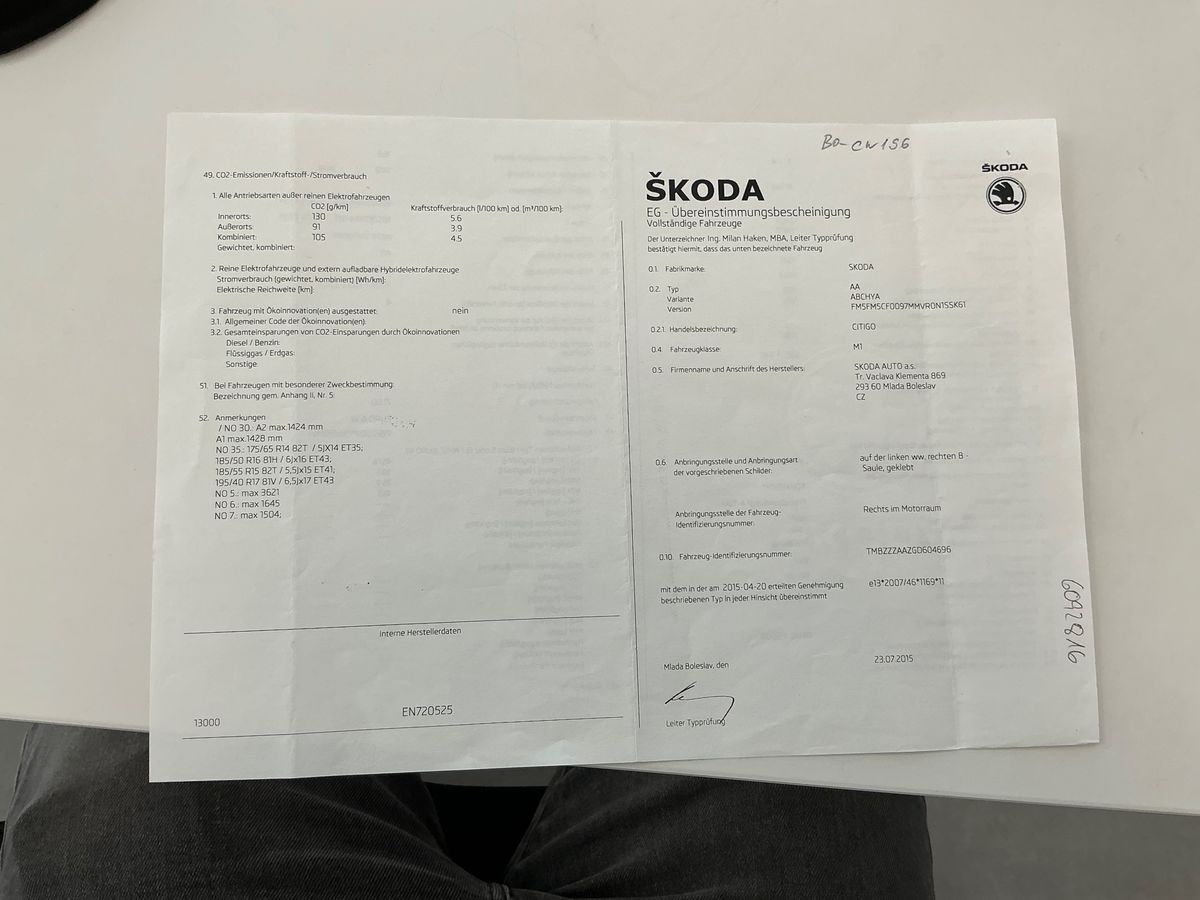 49. CO2-Emissionen/Kraftstoff-/Stromverbrauch
1. Alle Antriebsarten außer reinen Elektrofahrzeugen
CO2 [g/km] Kraftstoffverbrauch [l/100 km] od. [m³/100 km]:
Innerorts: 130 5.6
Außerorts: 91 3.9
Kombiniert: 105 4.5
Gewichtet, kombiniert:
2. Reine Elektrofahrzeuge und extern aufladbare Hybridelektrofahrzeuge
Stromverbrauch (gewichtet, kombiniert) [Wh/km]:
Elektrische Reichweite [km]:
3. Fahrzeug mit Ökoinnovation(en) ausgestattet: nein
3.1. Allgemeiner Code der Ökoinnovation(en):
3.2. Gesamteinsparungen von CO2-Einsparungen durch Ökoinnovationen
Diesel / Benzin:
Flüssiggas / Erdgas:
Sonstige:
51. Bei Fahrzeugen mit besonderer Zweckbestimmung:
Bezeichnung gem. Anhang II, Nr. 5:
52. Anmerkungen
/ NO 30.: A2 max.1424 mm
A1 max.1428 mm
NO 35.: 175/65 R14 82T / 5JX14 ET35;
185/50 R16 81H / 6Jx16 ET43;
185/55 R15 82T / 5,5Jx15 ET41;
195/40 R17 81V / 6,5Jx17 ET43
NO 5.: max 3621
NO 6.: max 1645
NO 7.: max 1504;
Interne Herstellerdaten
13000 EN720525
BO-CW156
ŠKODA
ŠKODA
EG - Übereinstimmungsbescheinigung
Vollständige Fahrzeuge
Der Unterzeichner Ing. Milan Haken, MBA, Leiter Typprüfung
bestätigt hiermit, dass das unten bezeichnete Fahrzeug
0.1. Fabrikmarke: SKODA
0.2. Typ AA
Variante ABCHYA
Version FM5FM5CF0097MMVR0N1SSK61
0.2.1. Handelsbezeichnung: CITIGO
0.4 Fahrzeugklasse: M1
0.5. Firmenname und Anschrift des Herstellers: SKODA AUTO a.s.
Tr. Vaclava Klementa 869
293 60 Mlada Boleslav
CZ
0.6. Anbringungsstelle und Anbringungsart auf der linken ww. rechten B -
der vorgeschriebenen Schilder: Saule, geklebt
Anbringungsstelle der Fahrzeug- Rechts im Motorraum
Identifizierungsnummer:
0.10. Fahrzeug-Identifizierungsnummer: TMBZZZAAZGD604696
mit dem in der am 2015-04-20 erteilten Genehmigung e13*2007/46*1169*11
beschriebenen Typ in jeder Hinsicht übereinstimmt
Mlada Boleslav, den 23.07.2015
Leiter Typprüfung
6092816